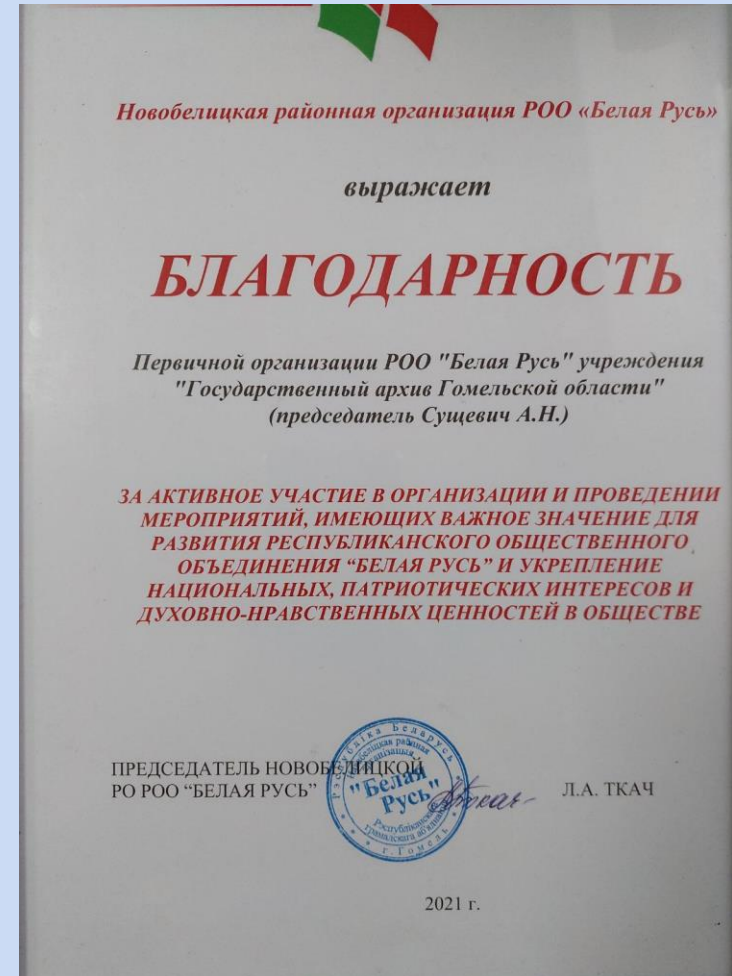 Новобелицкая районная организация РОО «Белая Русь»
выражает
БЛАГОДАРНОСТЬ
Первичной организации РОО "Белая Русь" учреждения
"Государственный архив Гомельской области"
(председатель Сущевич А.Н.)
ЗА АКТИВНОЕ УЧАСТИЕ В ОРГАНИЗАЦИИ И ПРОВЕДЕНИИ
МЕРОПРИЯТИЙ, ИМЕЮЩИХ ВАЖНОЕ ЗНАЧЕНИЕ ДЛЯ
РАЗВИТИЯ РЕСПУБЛИКАНСКОГО ОБЩЕСТВЕННОГО
ОБЪЕДИНЕНИЯ “БЕЛАЯ РУСЬ” И УКРЕПЛЕНИЕ
НАЦИОНАЛЬНЫХ, ПАТРИОТИЧЕСКИХ ИНТЕРЕСОВ И
ДУХОВНО-НРАВСТВЕННЫХ ЦЕННОСТЕЙ В ОБЩЕСТВЕ
ПРЕДСЕДАТЕЛЬ НОВОБЕЛИЦКОЙ
РО РОО “БЕЛАЯ РУСЬ”
Л.А. ТКАЧ
Рэспубліка Беларусь
"Белая
Русь"
г.Гомель
2021 г.